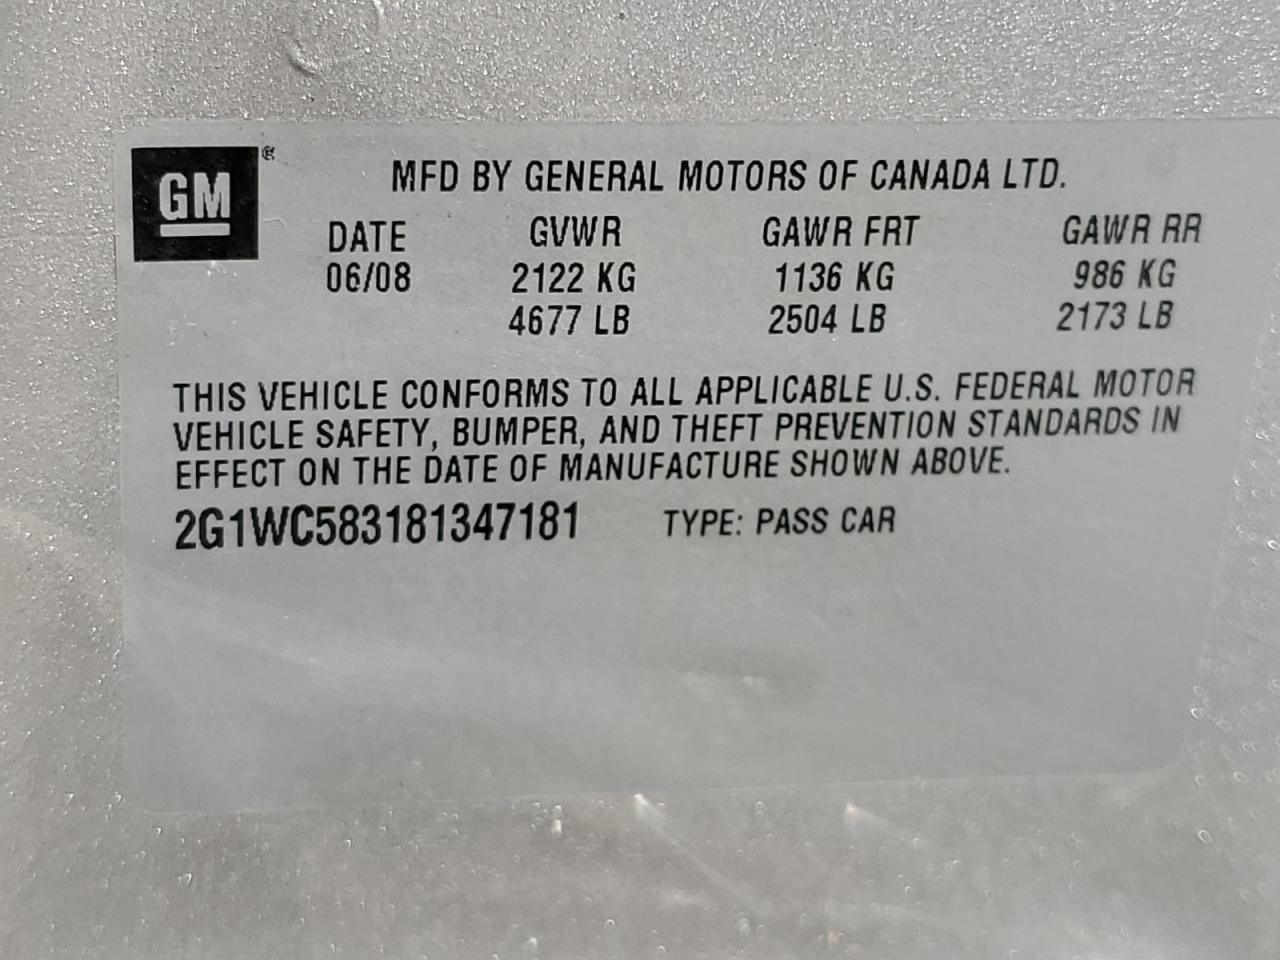 GM®
MFD BY GENERAL MOTORS OF CANADA LTD.
DATE GVWR GAWR FRT GAWR RR
06/08 2122 KG 1136 KG 986 KG
4677 LB 2504 LB 2173 LB
THIS VEHICLE CONFORMS TO ALL APPLICABLE U.S. FEDERAL MOTOR
VEHICLE SAFETY, BUMPER, AND THEFT PREVENTION STANDARDS IN
EFFECT ON THE DATE OF MANUFACTURE SHOWN ABOVE.
2G1WC583181347181 TYPE: PASS CAR